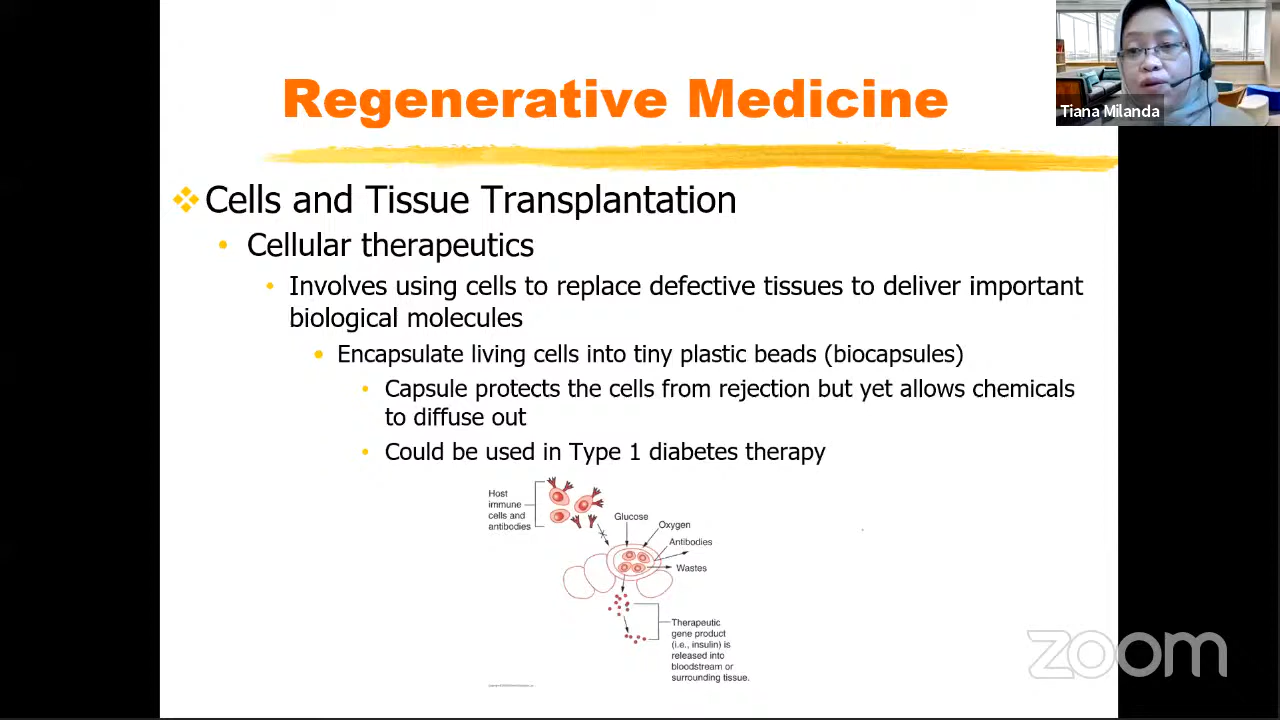 Regenerative Medicine
Tiana Milanda
Cells and Tissue Transplantation
Cellular therapeutics
Involves using cells to replace defective tissues to deliver important
biological molecules
Encapsulate living cells into tiny plastic beads (biocapsules)
Capsule protects the cells from rejection but yet allows chemicals
to diffuse out
Could be used in Type 1 diabetes therapy
Host
immune
cells and
antibodies
Glucose
Oxygen
Antibodies
Wastes
Therapeutic
gene product
(i.e., insulin) is
released into
bloodstream or
surrounding tissue.
zoom